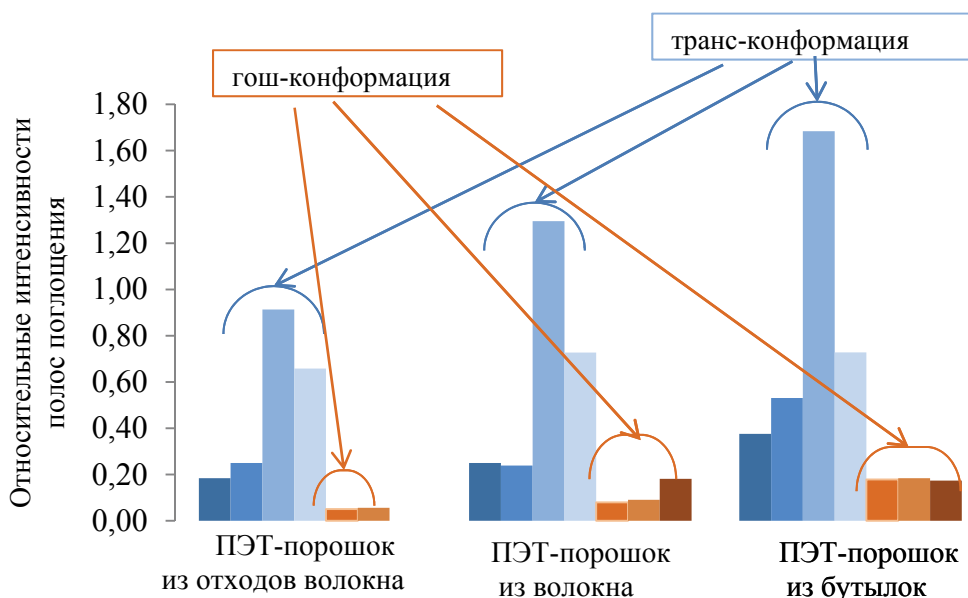 транс-конформация
гош-конформация
Относительные интенсивности
полос поглощения
1,80
1,60
1,40
1,20
1,00
0,80
0,60
0,40
0,20
0,00
ПЭТ-порошок
из отходов волокна
ПЭТ-порошок
из волокна
ПЭТ-порошок
из бутылок